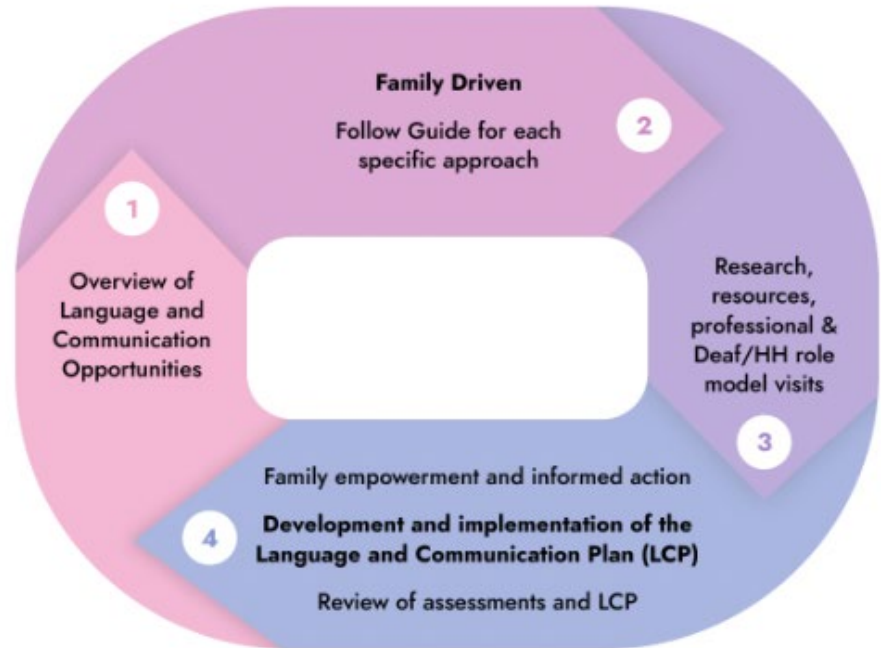 1
Overview of
Language and
Communication
Opportunities
Family Driven
Follow Guide for each
specific approach
2
Research,
resources,
professional &
Deaf/HH role
model visits
3
4
Family empowerment and informed action
Development and implementation of the
Language and Communication Plan (LCP)
Review of assessments and LCP